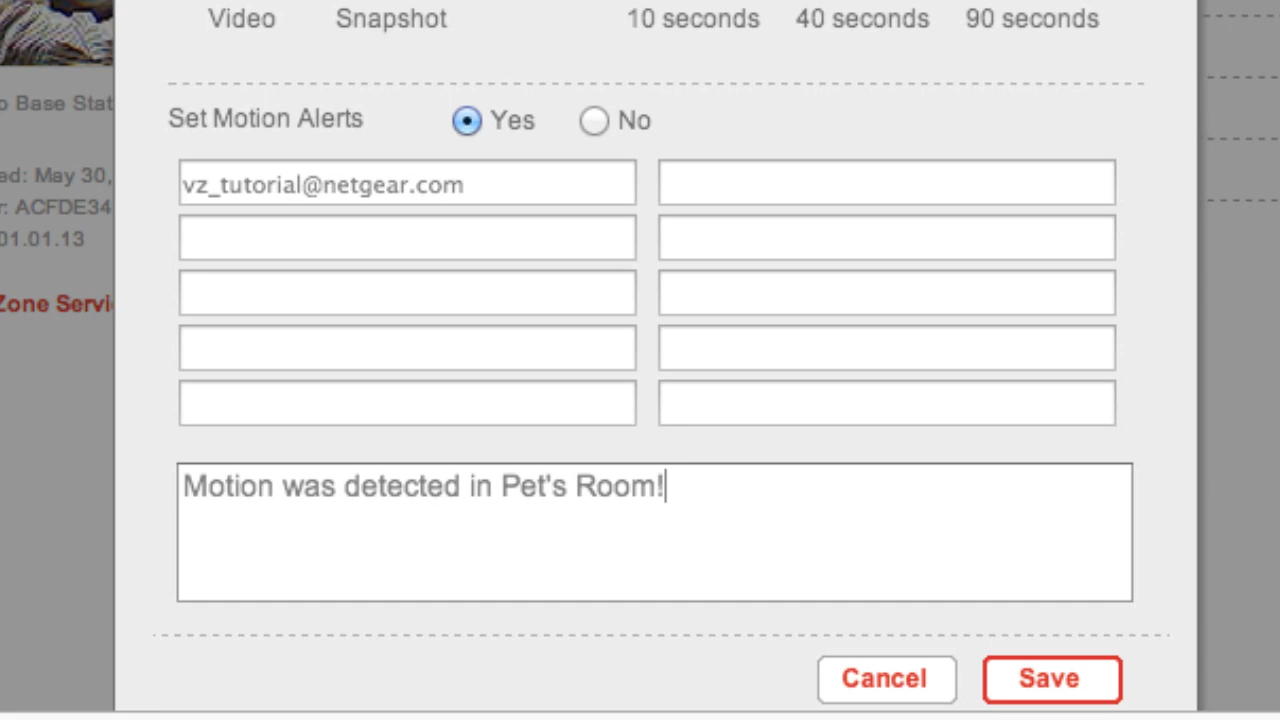 Video Snapshot 10 seconds 40 seconds 90 seconds
o Base Stat
Set Motion Alerts Yes No
ed: May 30,
vz_tutorial@netgear.com
r: ACFDE34
01.01.13
Zone Servi
Motion was detected in Pet's Room!
Cancel Save